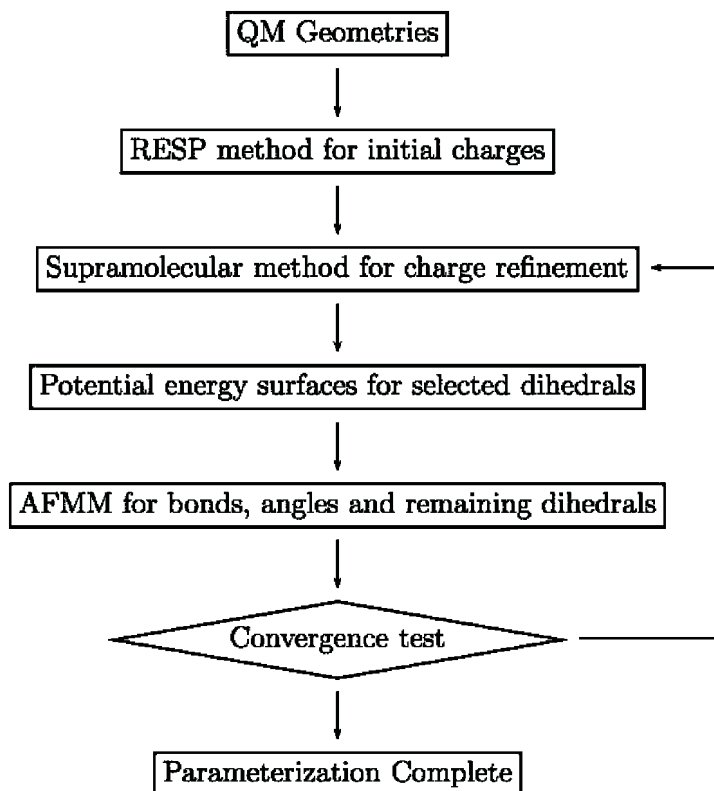 QM Geometries
RESP method for initial charges
Supramolecular method for charge refinement
Potential energy surfaces for selected dihedrals
AFMM for bonds, angles and remaining dihedrals
Convergence test
Parameterization Complete